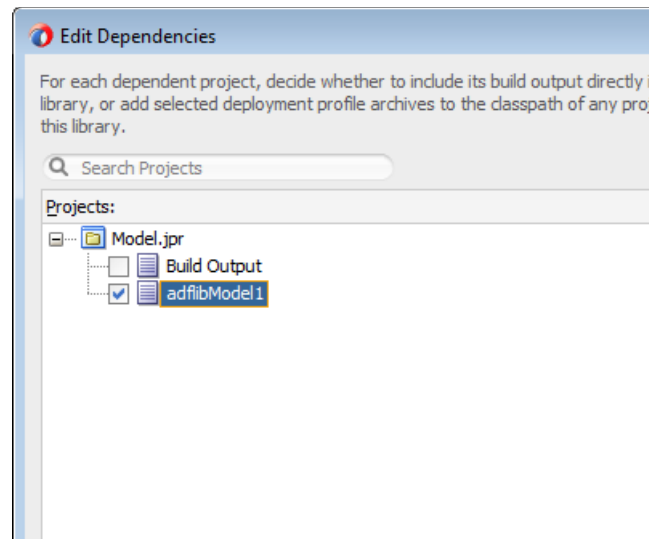 Edit Dependencies
For each dependent project, decide whether to include its build output directly
library, or add selected deployment profile archives to the classpath of any
this library.
Search Projects
Projects:
Model.jpr
Build Output
adflibModel1